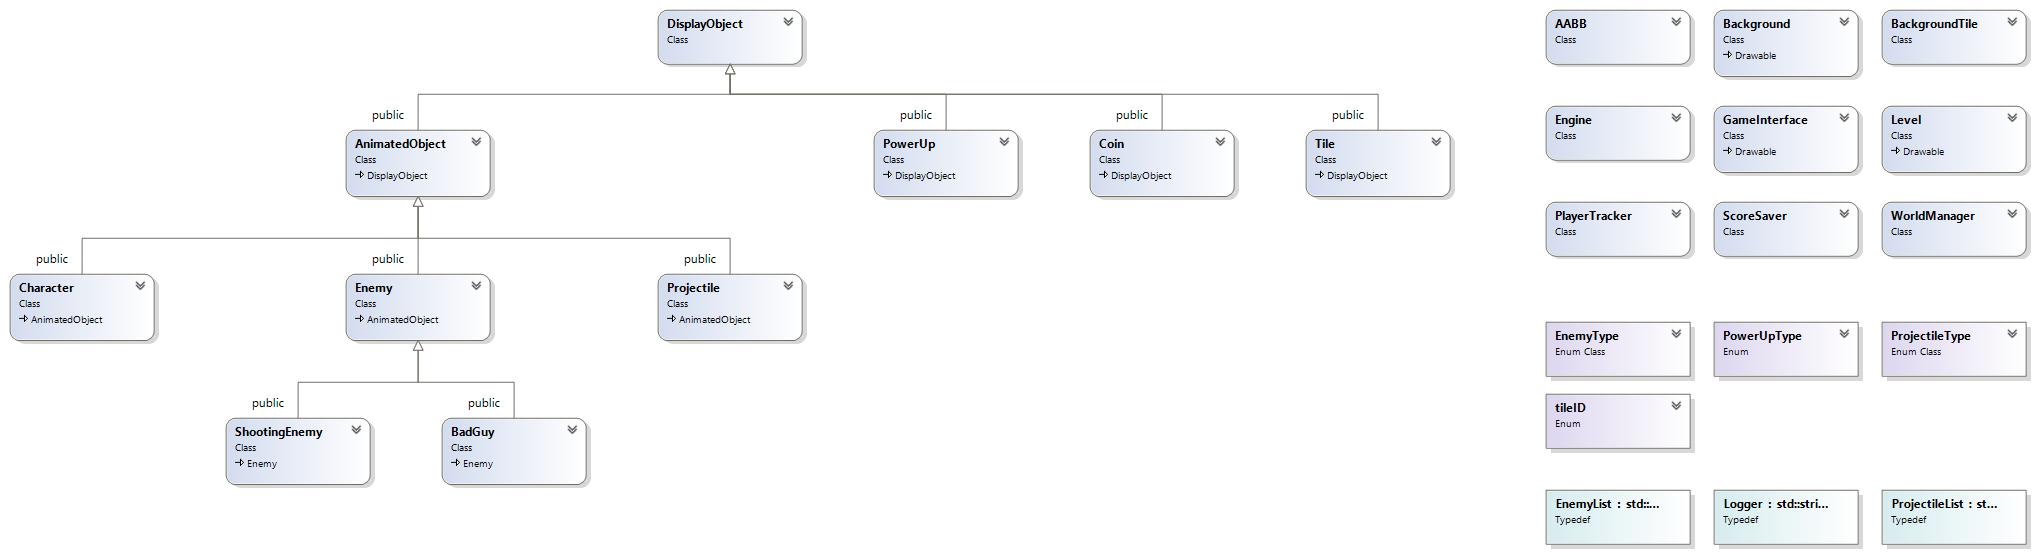 DisplayObject
Class
public
public
public
public
AnimatedObject
Class
DisplayObject
PowerUp
Class
DisplayObject
Coin
Class
DisplayObject
Tile
Class
DisplayObject
public
public
public
Character
Class
AnimatedObject
Enemy
Class
AnimatedObject
Projectile
Class
AnimatedObject
public
public
ShootingEnemy
Class
Enemy
BadGuy
Class
Enemy
AABB
Class
Background
Class
Drawable
BackgroundTile
Class
Engine
Class
GameInterface
Class
Drawable
Level
Class
Drawable
PlayerTracker
Class
ScoreSaver
Class
WorldManager
Class
EnemyType
Enum Class
PowerUpType
Enum
ProjectileType
Enum Class
tileID
Enum
EnemyList : std::...
Typedef
Logger : std::stri...
Typedef
ProjectileList : st...
Typedef